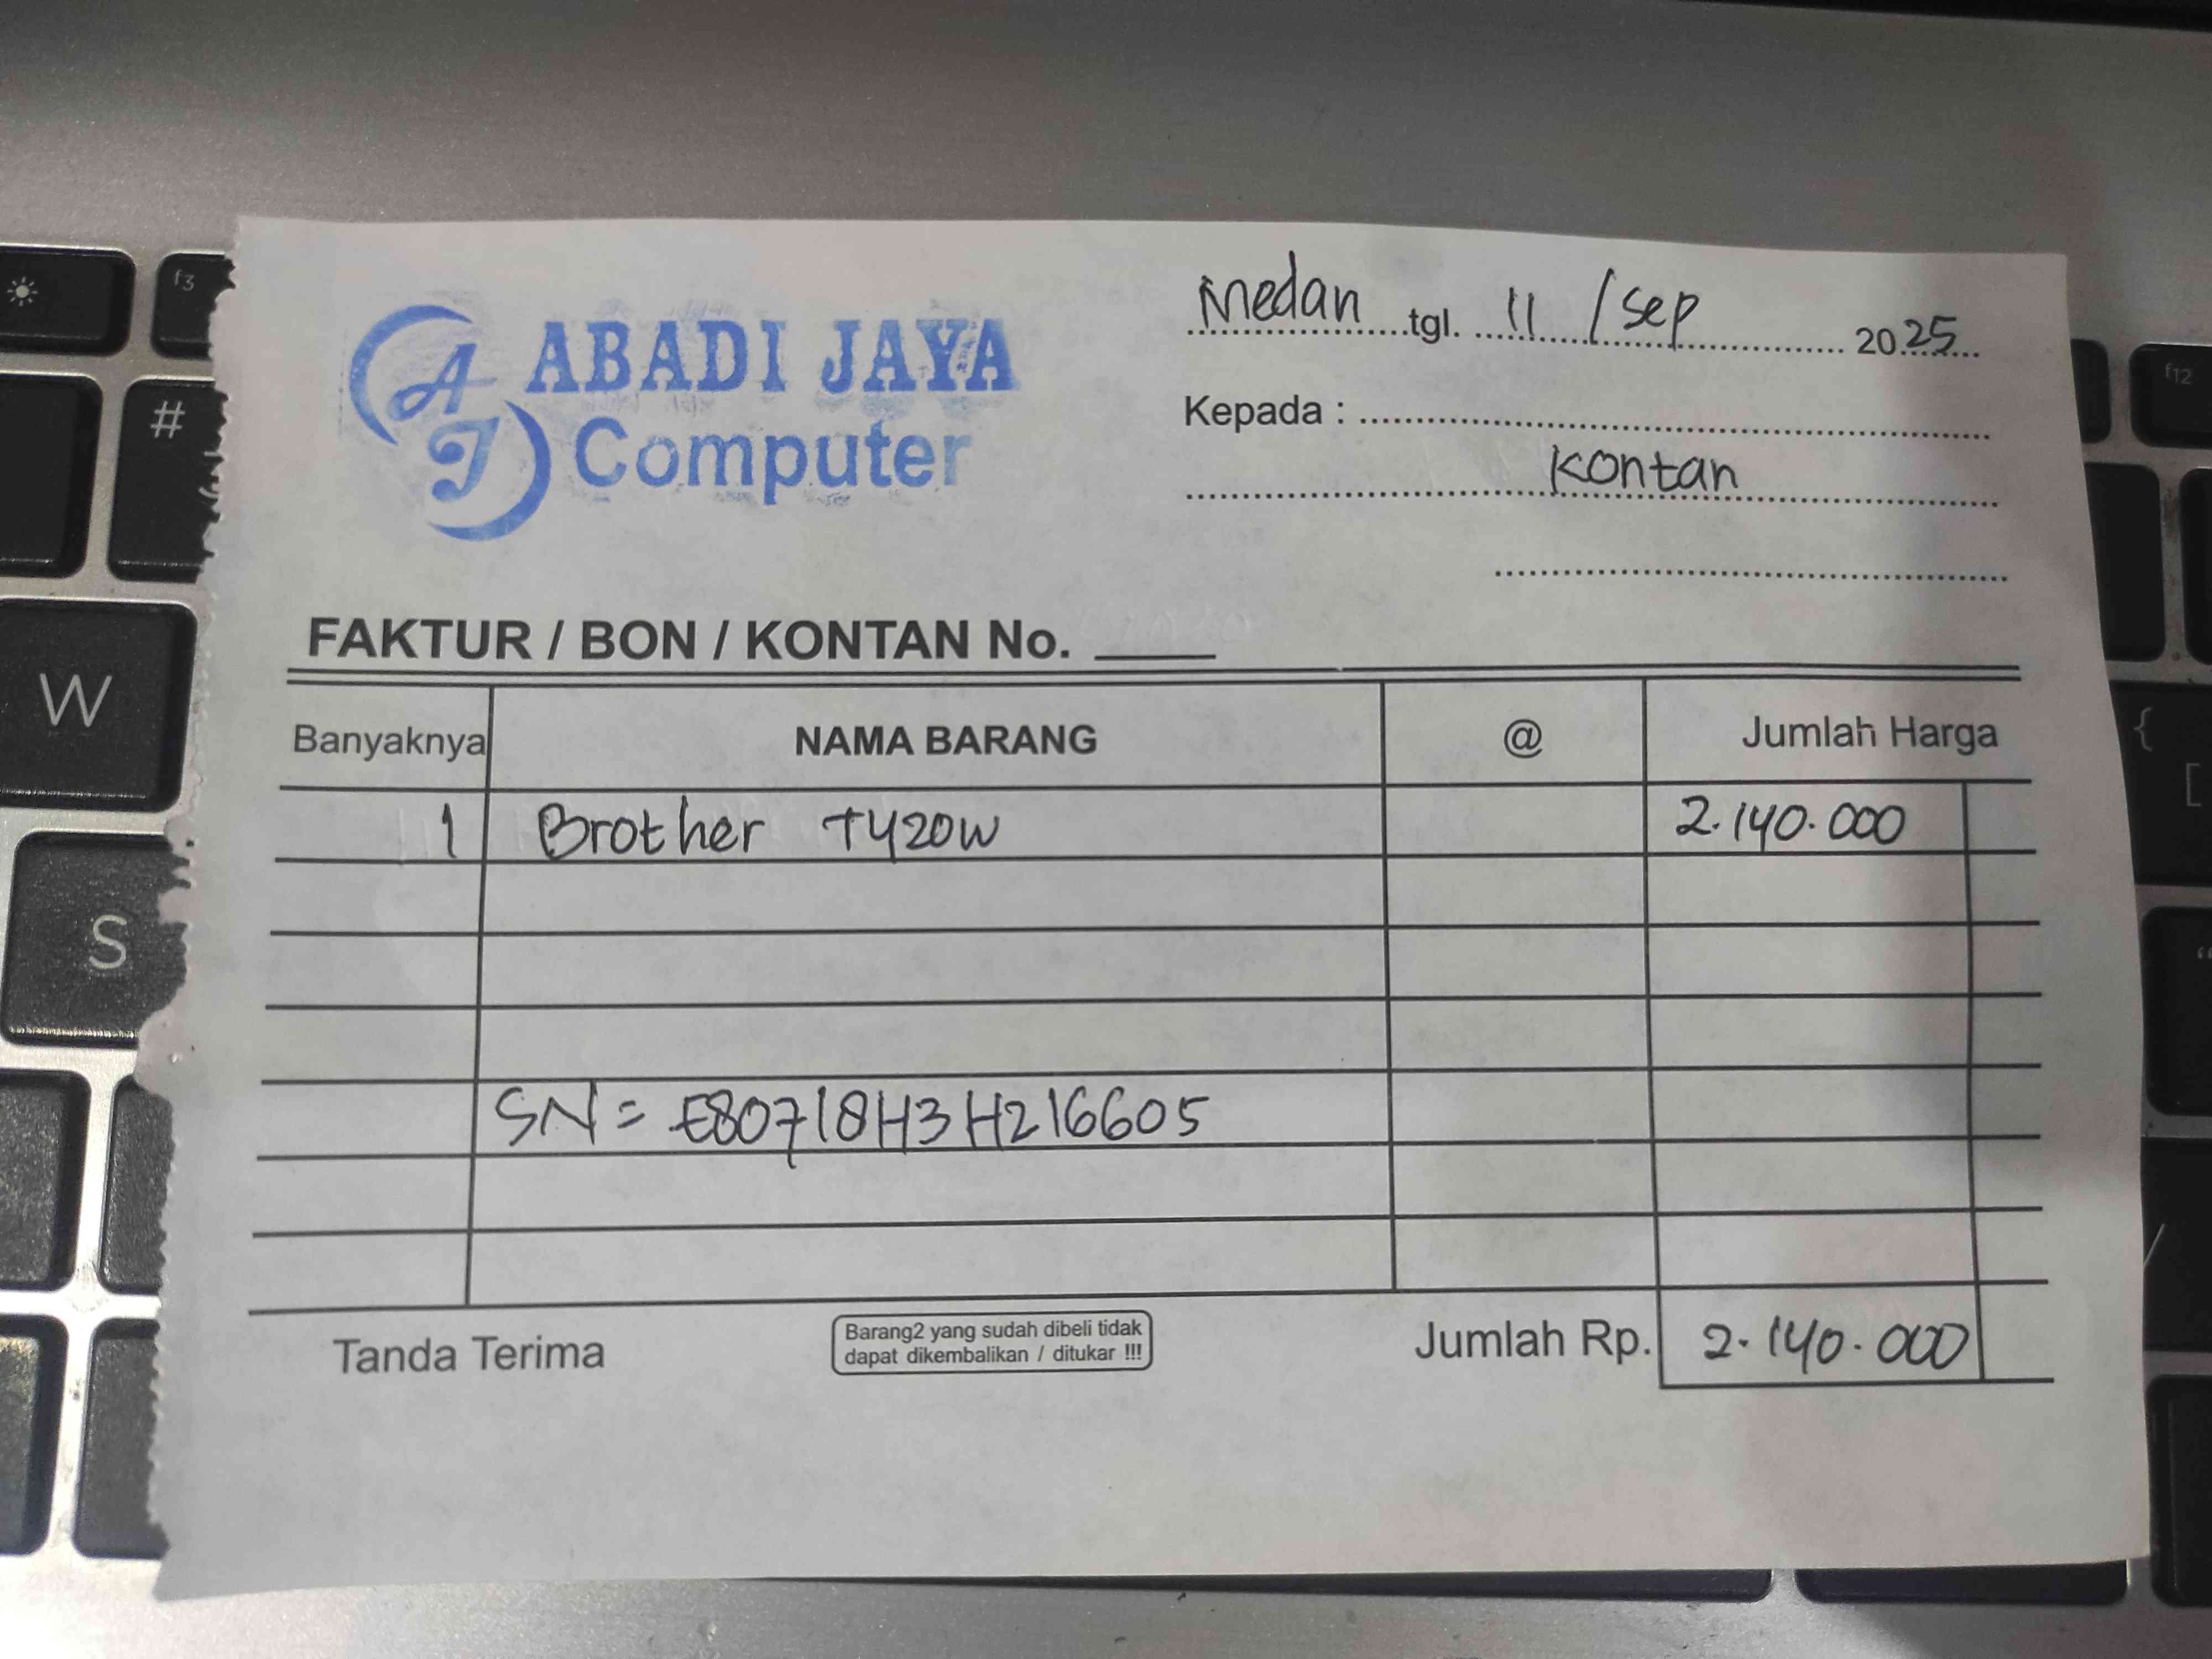 Medan tgl. 11 / Sep 2025
ABADI JAYA
AJ Computer
Kepada :
Kontan
FAKTUR / BON / KONTAN No.
Banyaknya NAMA BARANG @ Jumlah Harga
1 Brother T420W 2.140.000
SN = E80718H3H216605
Tanda Terima
Barang2 yang sudah dibeli tidak
dapat dikembalikan / ditukar !!!
Jumlah Rp. 2.140.000
f3
#
W
S
f12
{
[